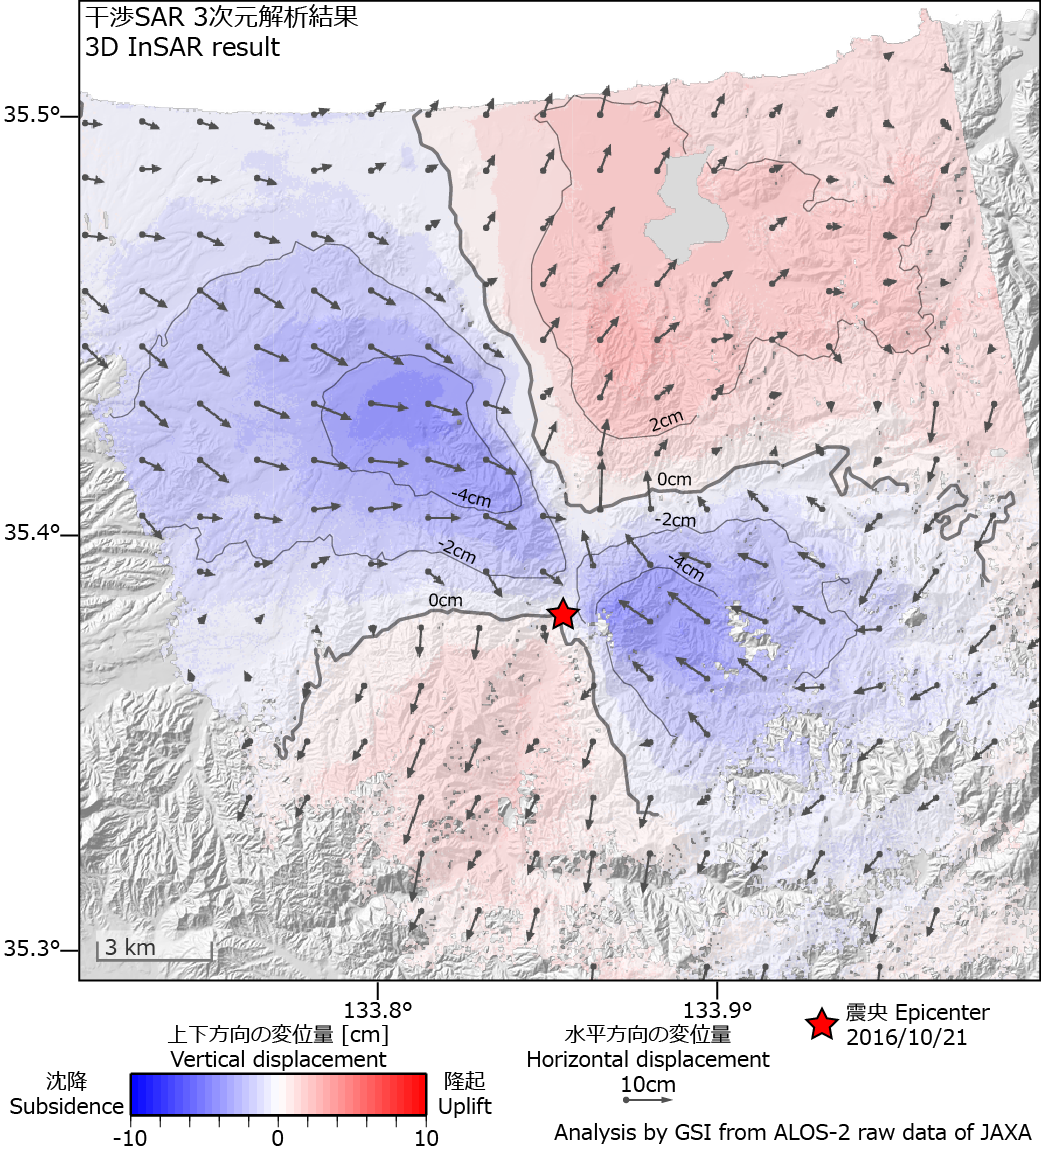 干渉SAR 3次元解析結果
3D InSAR result
35.5°
2cm
0cm
-4cm
-2cm
35.4°
-2cm
-4cm
0cm
35.3°
3 km
133.8°
133.9°
上下方向の変位量 [cm]
Vertical displacement
沈降
Subsidence
隆起
Uplift
-10
0
10
水平方向の変位量
Horizontal displacement
10cm
震央 Epicenter
2016/10/21
Analysis by GSI from ALOS-2 raw data of JAXA